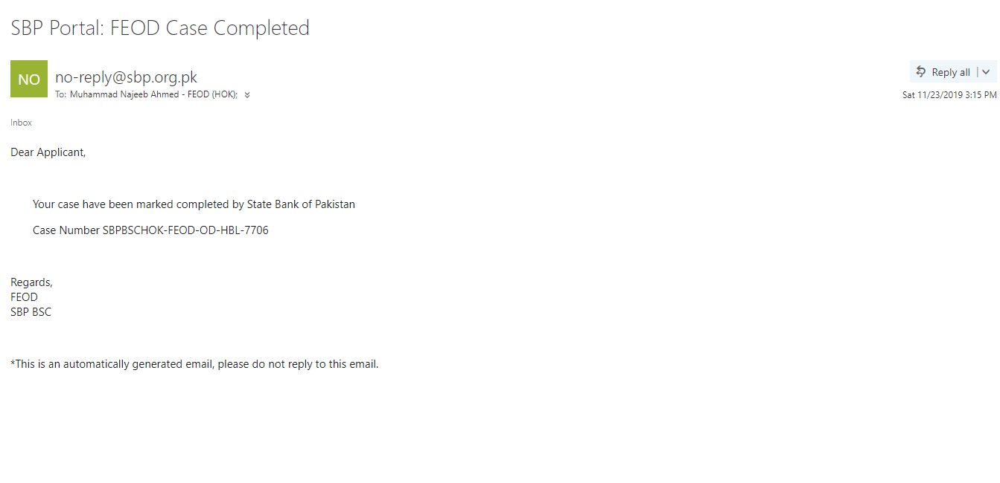 SBP Portal: FEOD Case Completed
NO
no-reply@sbp.org.pk
To: Muhammad Najeeb Ahmed - FEOD (HOK);
Reply all
Sat 11/23/2019 3:15 PM
Inbox
Dear Applicant,
Your case have been marked completed by State Bank of Pakistan
Case Number SBPBSCHOK-FEOD-OD-HBL-7706
Regards,
FEOD
SBP BSC
*This is an automatically generated email, please do not reply to this email.